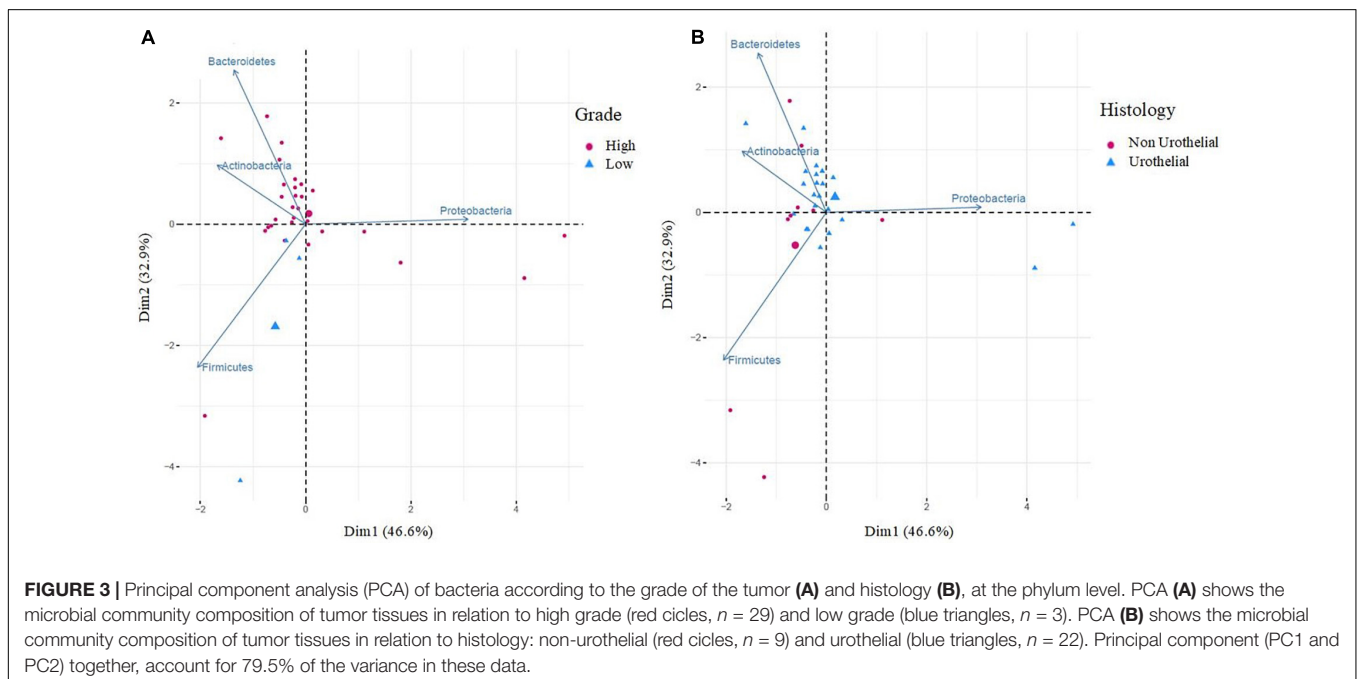 A
Bacteroidetes
Actinobacteria
Proteobacteria
Firmicutes
2
0
−2
−4
−2
0
2
4
Dim2 (32.9%)
Dim1 (46.6%)
Grade
High
Low
B
Bacteroidetes
Actinobacteria
Proteobacteria
Firmicutes
2
0
−2
−4
−2
0
2
4
Dim2 (32.9%)
Dim1 (46.6%)
Histology
Non Urothelial
Urothelial
FIGURE 3 | Principal component analysis (PCA) of bacteria according to the grade of the tumor (A) and histology (B), at the phylum level. PCA (A) shows the
microbial community composition of tumor tissues in relation to high grade (red cicles, n = 29) and low grade (blue triangles, n = 3). PCA (B) shows the microbial
community composition of tumor tissues in relation to histology: non-urothelial (red cicles, n = 9) and urothelial (blue triangles, n = 22). Principal component (PC1 and
PC2) together, account for 79.5% of the variance in these data.